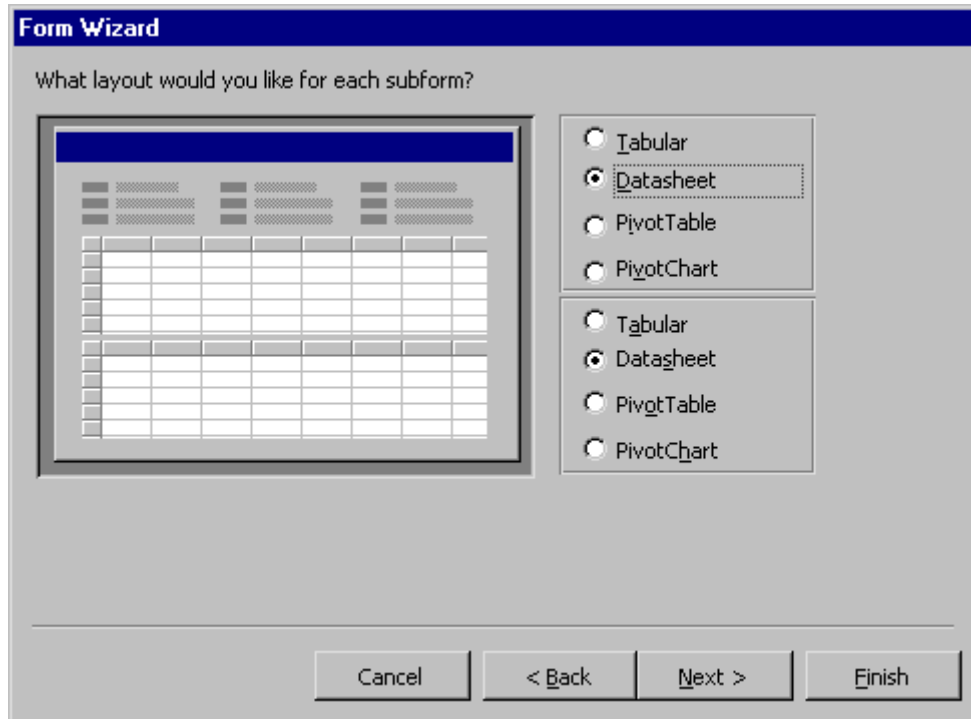 Form Wizard
What layout would you like for each subform?
Tabular
Datasheet
PivotTable
PivotChart
Tabular
Datasheet
PivotTable
PivotChart
Cancel
< Back
Next >
Finish